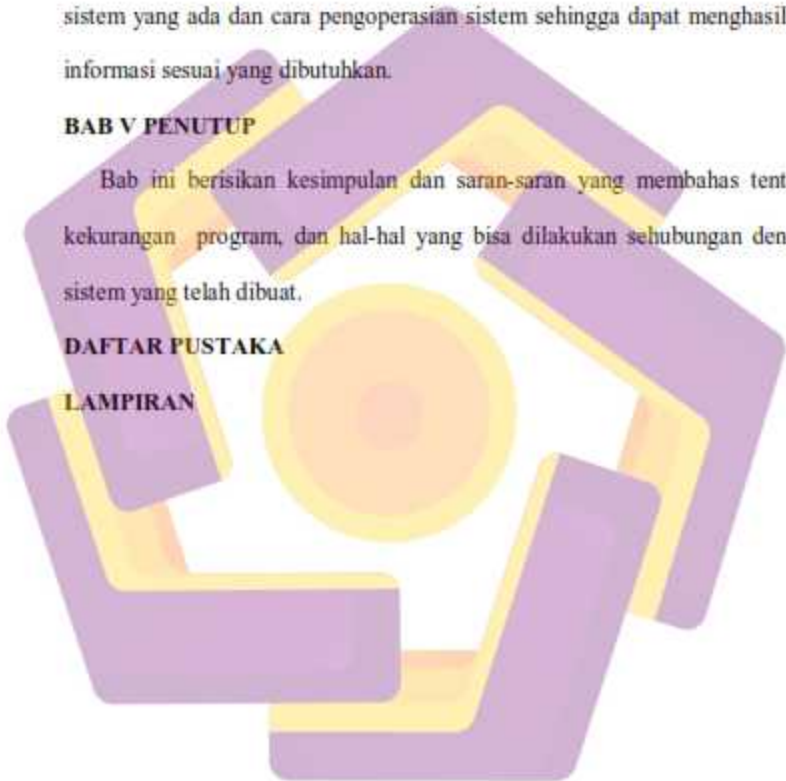 sistem yang ada dan cara pengoperasian sistem sehingga dapat menghasil
informasi sesuai yang dibutuhkan.
BAB V PENUTUP
Bab ini berisikan kesimpulan dan saran-saran yang membahas tent
kekurangan program, dan hal-hal yang bisa dilakukan sehubungan den
sistem yang telah dibuat.
DAFTAR PUSTAKA
LAMPIRAN